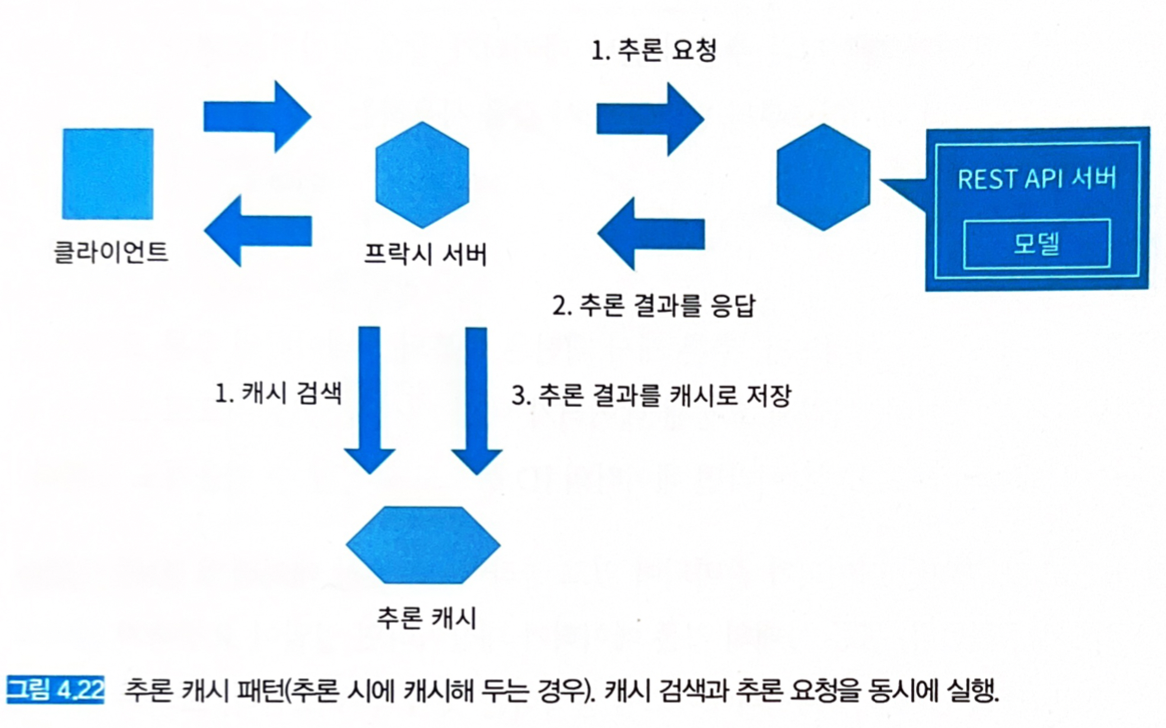 1. 추론 요청
REST API 서버
모델
클라이언트
프락시 서버
2. 추론 결과를 응답
1. 캐시 검색
3. 추론 결과를 캐시로 저장
추론 캐시
그림 4.22 추론 캐시 패턴(추론 시에 캐시해 두는 경우). 캐시 검색과 추론 요청을 동시에 실행.